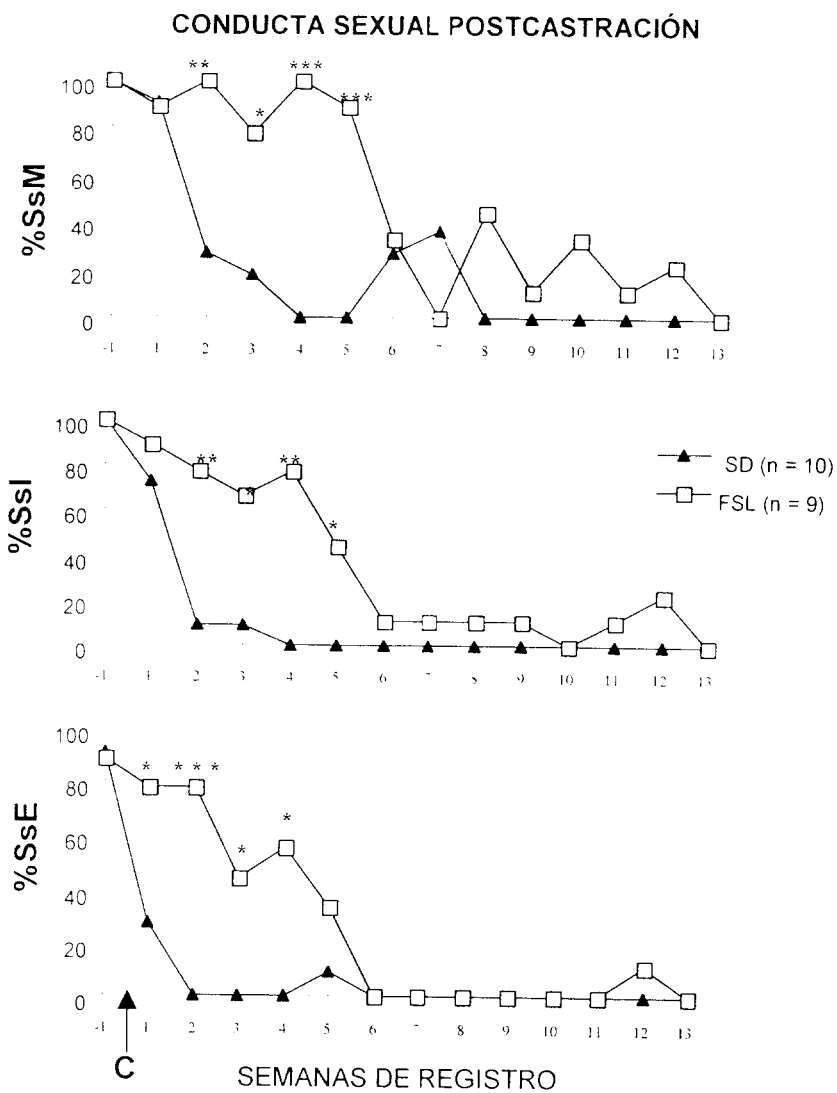 CONDUCTA SEXUAL POSTCASTRACIÓN
** *** 
* ***
100
80
60
40
20
0
%SsM
-1 1 2 3 4 5 6 7 8 9 10 11 12 13
100
80
60
40
20
0
%SsI
** * ** *
SD (n = 10)
FSL (n = 9)
-1 1 2 3 4 5 6 7 8 9 10 11 12 13
100
80
60
40
20
0
%SsE
* * * *
* *
-1 1 2 3 4 5 6 7 8 9 10 11 12 13
C
SEMANAS DE REGISTRO